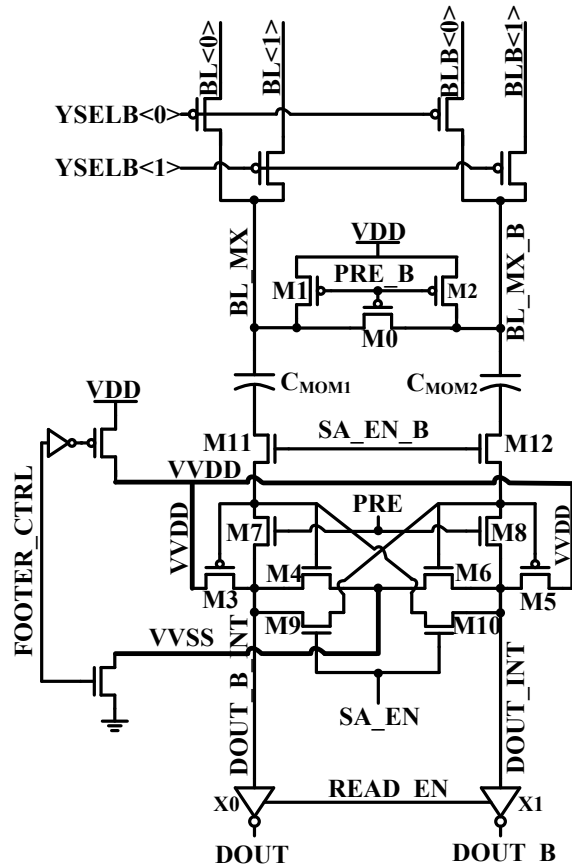 BL<0>
BL<1>
BLB<0>
BLB<1>
YSELB<0>
YSELB<1>
BL_MX
VDD
PRE_B
M1
M2
M0
BL_MX_B
CMOM1
CMOM2
VDD
M11
SA_EN_B
M12
FOOTER_CTRL
VVDD
VVDD
PRE
M7
M8
VVDD
M4
M6
M3
M5
M9
M10
VVSS
DOUT_B_INT
SA_EN
DOUT_INT
X0
READ_EN
X1
DOUT
DOUT_B